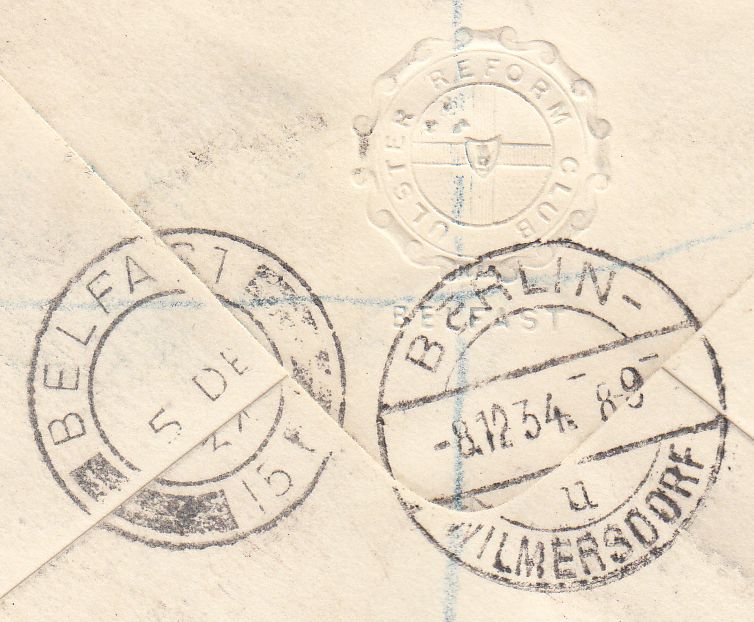 ULSTER REFORM CLUB
BELFAST
BELFAST
5 DE
15
BERLIN-
-8.12.34. 8-9-
u
WILMERSDORF